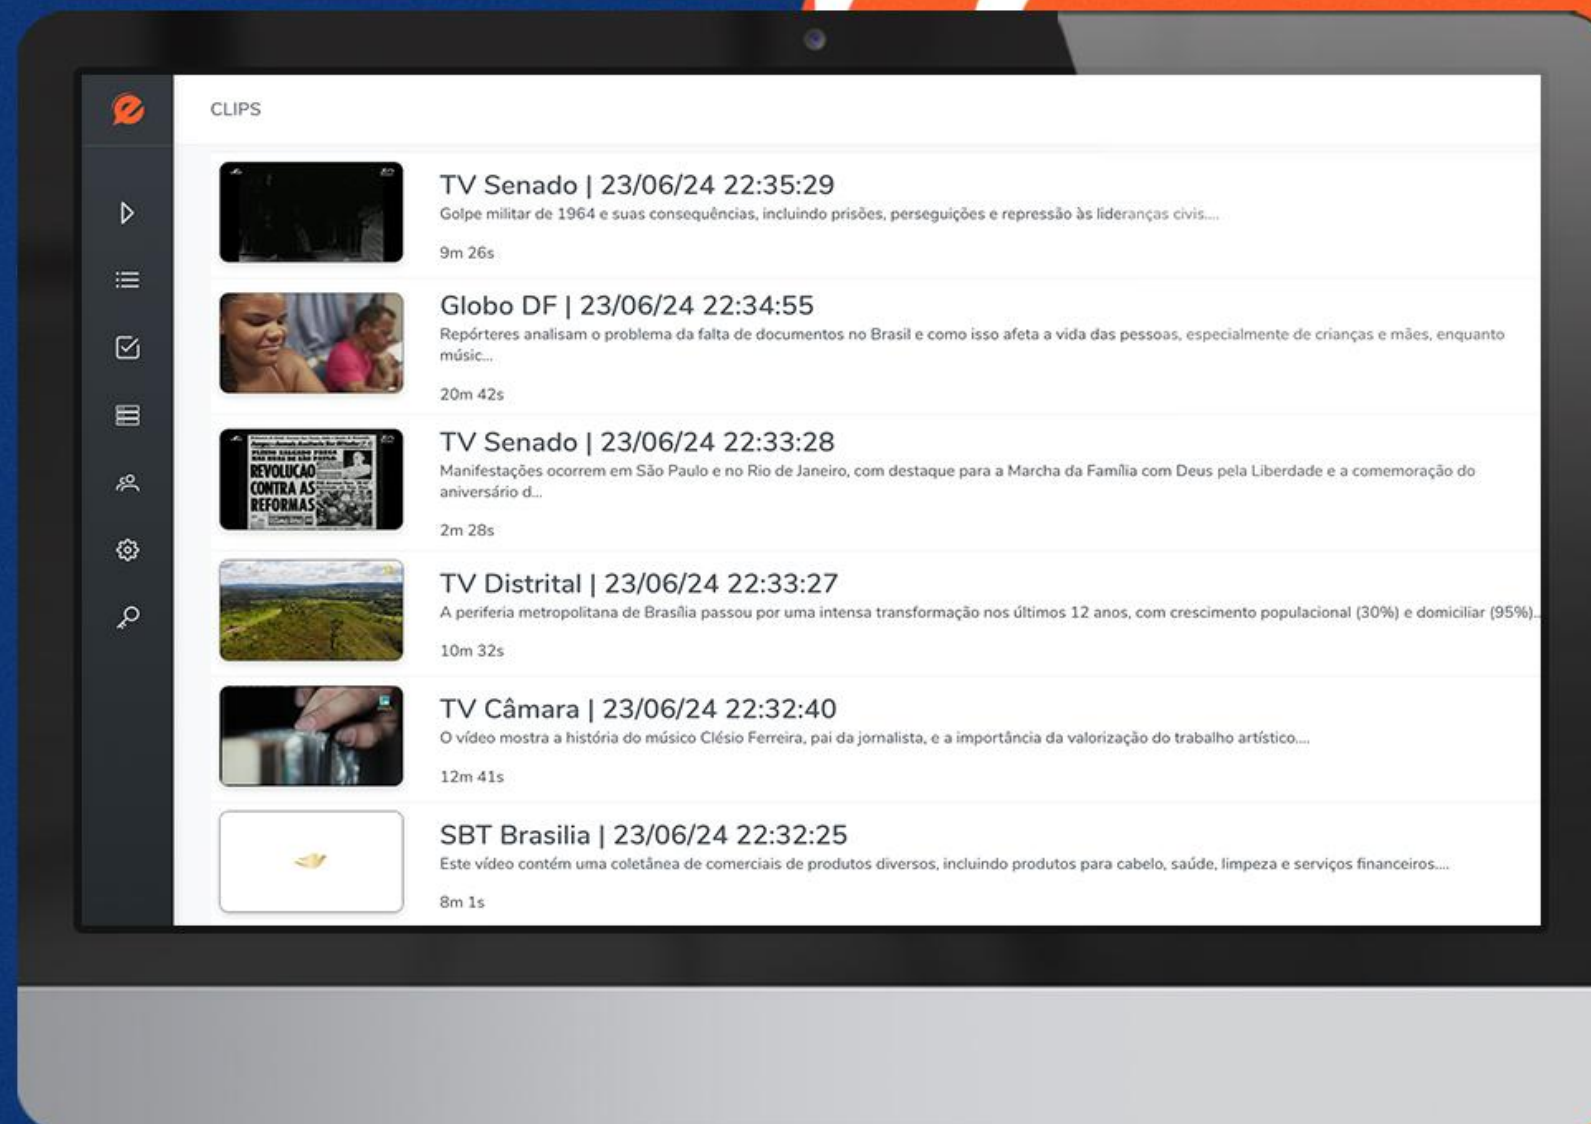 CLIPS
TV Senado | 23/06/24 22:35:29
Golpe militar de 1964 e suas consequências, incluindo prisões, perseguições e repressão às lideranças civis....
9m 26s
Globo DF | 23/06/24 22:34:55
Repórteres analisam o problema da falta de documentos no Brasil e como isso afeta a vida das pessoas, especialmente de crianças e mães, enquanto
músic...
20m 42s
REVOLUCAO
CONTRA AS
REFORMAS
TV Senado | 23/06/24 22:33:28
Manifestações ocorrem em São Paulo e no Rio de Janeiro, com destaque para a Marcha da Família com Deus pela Liberdade e a comemoração do
aniversário d...
2m 28s
TV Distrital | 23/06/24 22:33:27
A periferia metropolitana de Brasília passou por uma intensa transformação nos últimos 12 anos, com crescimento populacional (30%) e domiciliar (95%)..
10m 32s
TV Câmara | 23/06/24 22:32:40
O vídeo mostra a história do músico Clésio Ferreira, pai da jornalista, e a importância da valorização do trabalho artístico....
12m 41s
SBT Brasilia | 23/06/24 22:32:25
Este vídeo contém uma coletânea de comerciais de produtos diversos, incluindo produtos para cabelo, saúde, limpeza e serviços financeiros....
8m 1s